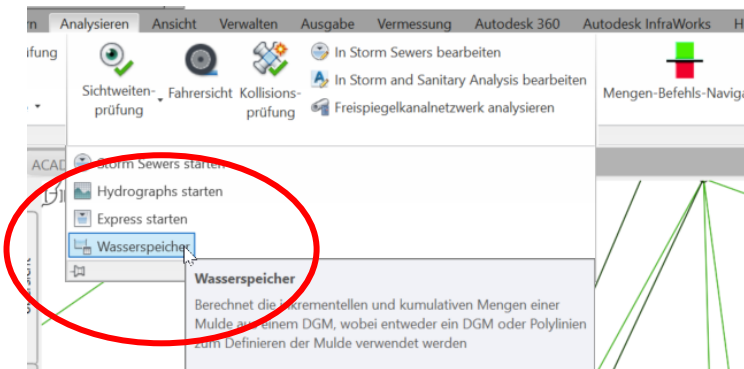 Analysieren Ansicht Verwalten Ausgabe Vermessung Autodesk 360 Autodesk InfraWorks
Sichtweiten-
prüfung
Fahrersicht
Kollisions-
prüfung
In Storm Sewers bearbeiten
In Storm and Sanitary Analysis bearbeiten
Freispiegelkanalnetzwerk analysieren
Mengen-Befehls-Naviga
ACAD
Storm Sewers starten
Hydrographs starten
Express starten
Wasserspeicher
Wasserspeicher
Berechnet die inkrementellen und kumulativen Mengen einer
Mulde aus einem DGM, wobei entweder ein DGM oder Polylinien
zum Definieren der Mulde verwendet werden